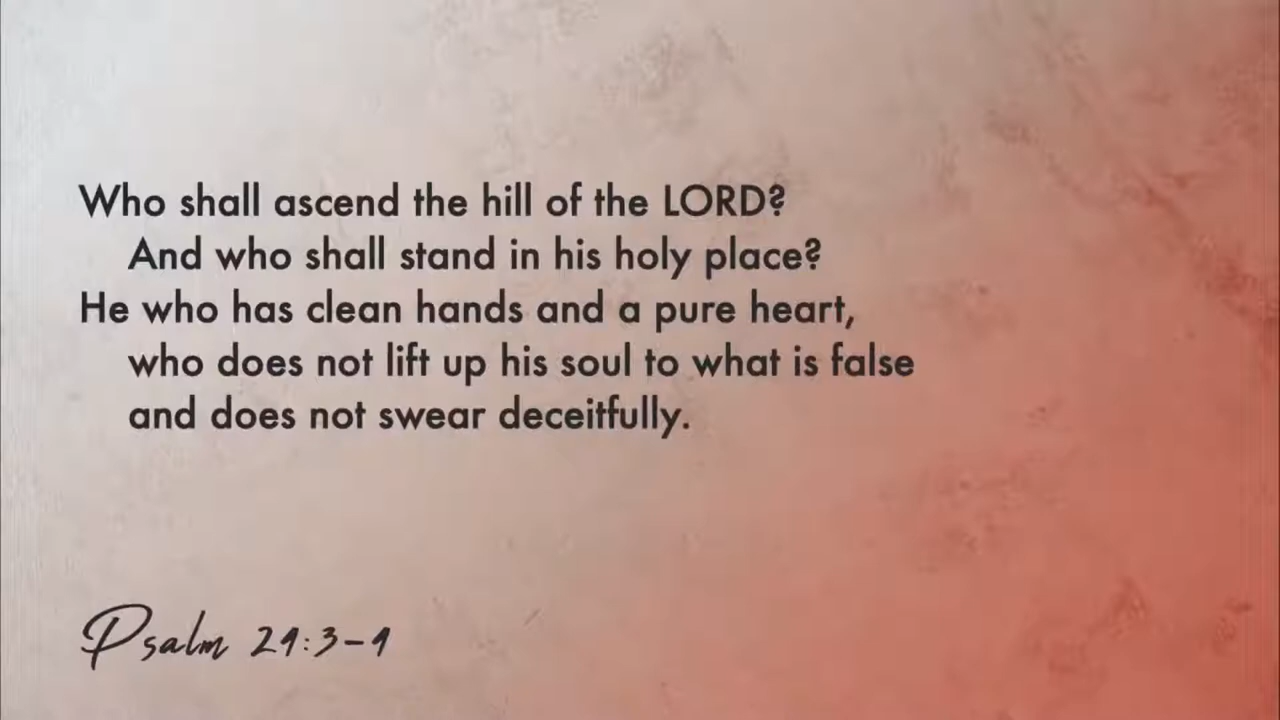 Who shall ascend the hill of the LORD?
And who shall stand in his holy place?
He who has clean hands and a pure heart,
who does not lift up his soul to what is false
and does not swear deceitfully.
Psalm 24:3-4